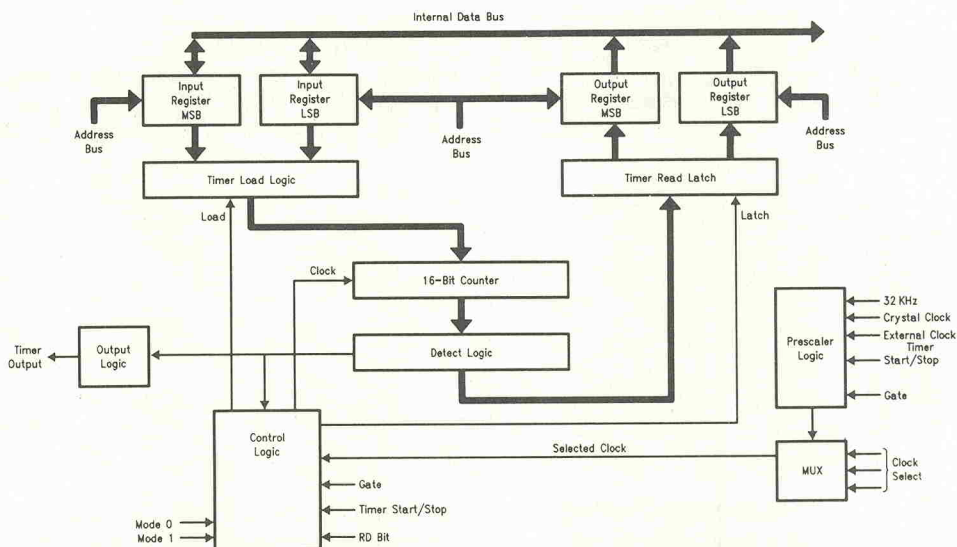 Internal Data Bus
Input
Register
MSB
Input
Register
LSB
Output
Register
MSB
Output
Register
LSB
Address
Bus
Address
Bus
Address
Bus
Timer Load Logic
Timer Read Latch
Load
Latch
Clock
16-Bit Counter
Detect Logic
Timer
Output
Output
Logic
Prescaler
Logic
32 KHz
Crystal Clock
External Clock
Timer
Start/Stop
Gate
Control
Logic
Selected Clock
MUX
Clock
Select
Gate
Timer Start/Stop
RD Bit
Mode 0
Mode 1